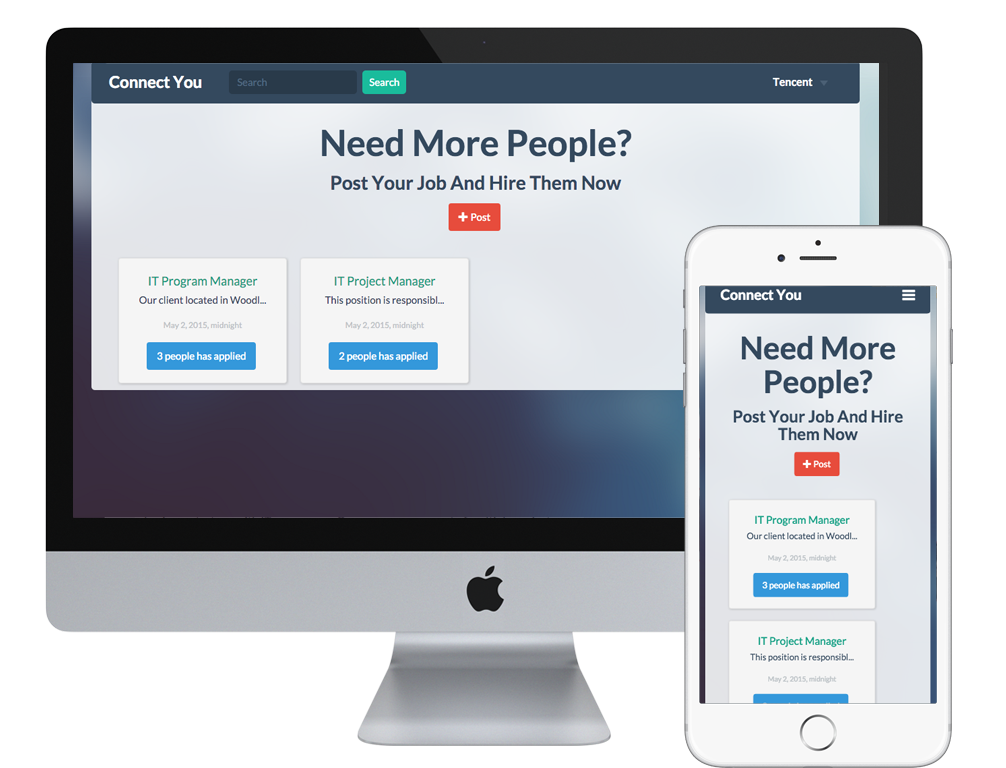 Connect You
Search
Search
Tencent
Need More People?
Post Your Job And Hire Them Now
Post
IT Program Manager
Our client located in Woodl...
May 2, 2015, midnight
3 people has applied
IT Project Manager
This position is responsibl...
May 2, 2015, midnight
2 people has applied
Connect You
Need More
People?
Post Your Job And Hire
Them Now
Post
IT Program Manager
Our client located in Woodl...
May 2, 2015, midnight
3 people has applied
IT Project Manager
This position is responsibl...
May 2, 2015, midnight